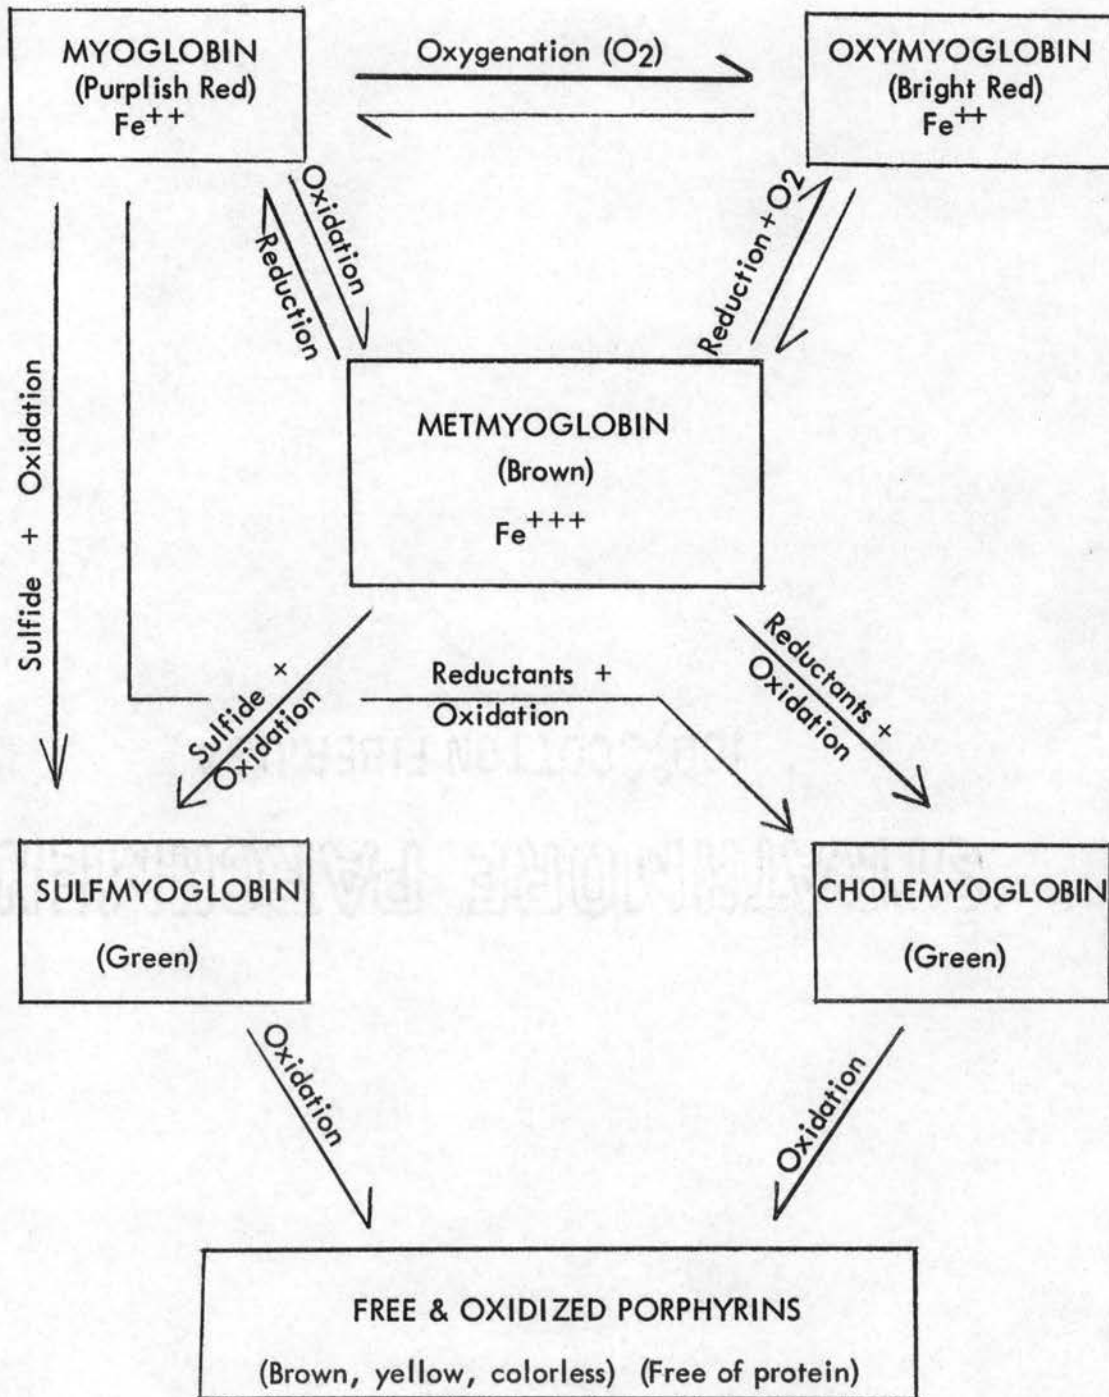 MYOGLOBIN
(Purplish Red)
Fe++
Oxygenation (O2)
OXYMYOGLOBIN
(Bright Red)
Fe++
Oxidation
Reduction
Reduction + O2
METMYOGLOBIN
(Brown)
Fe+++
Sulfide + Oxidation
Sulfide ×
Oxidation
Reductants +
Oxidation
Reductants +
Oxidation
SULFMYOGLOBIN
(Green)
CHOLEMYOGLOBIN
(Green)
Oxidation
Oxidation
FREE & OXIDIZED PORPHYRINS
(Brown, yellow, colorless) (Free of protein)